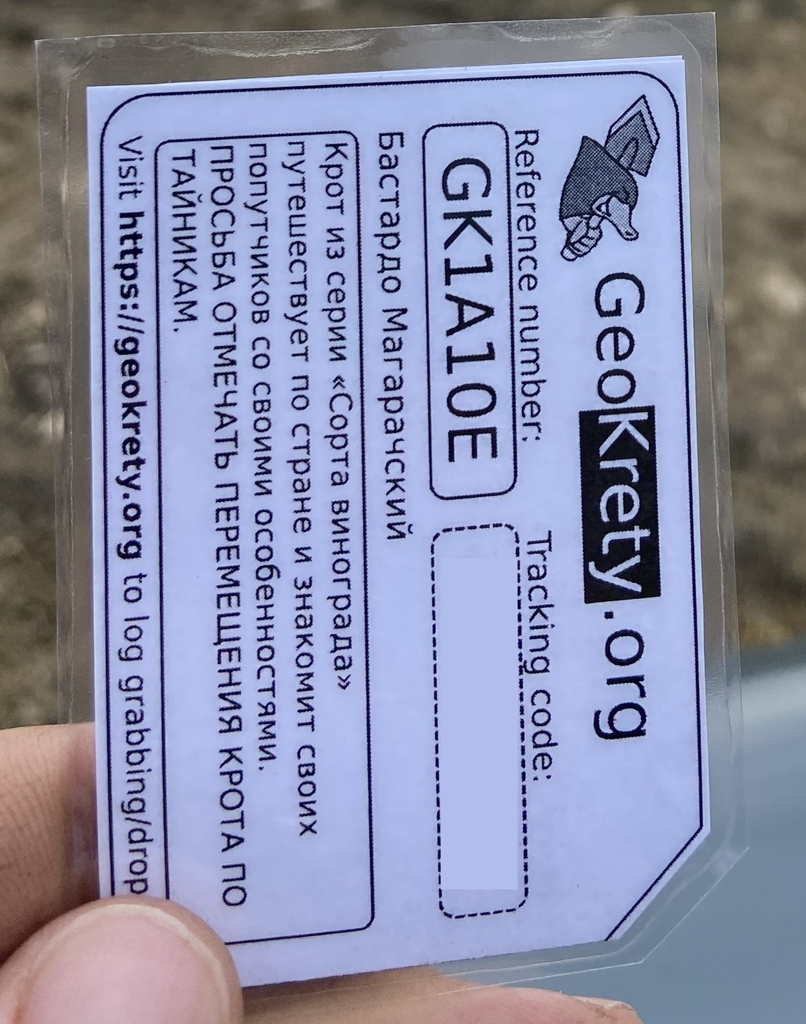 GeoKrety.org
Reference number:
Tracking code:
GK1A10E
Бастардо Магарачский
Крот из серии «Сорта винограда»
путешествует по стране и знакомит своих
попутчиков со своими особенностями.
ПРОСЬБА ОТМЕЧАТЬ ПЕРЕМЕЩЕНИЯ КРОТА ПО
ТАЙНИКАМ.
Visit https://geokrety.org to log grabbing/drop